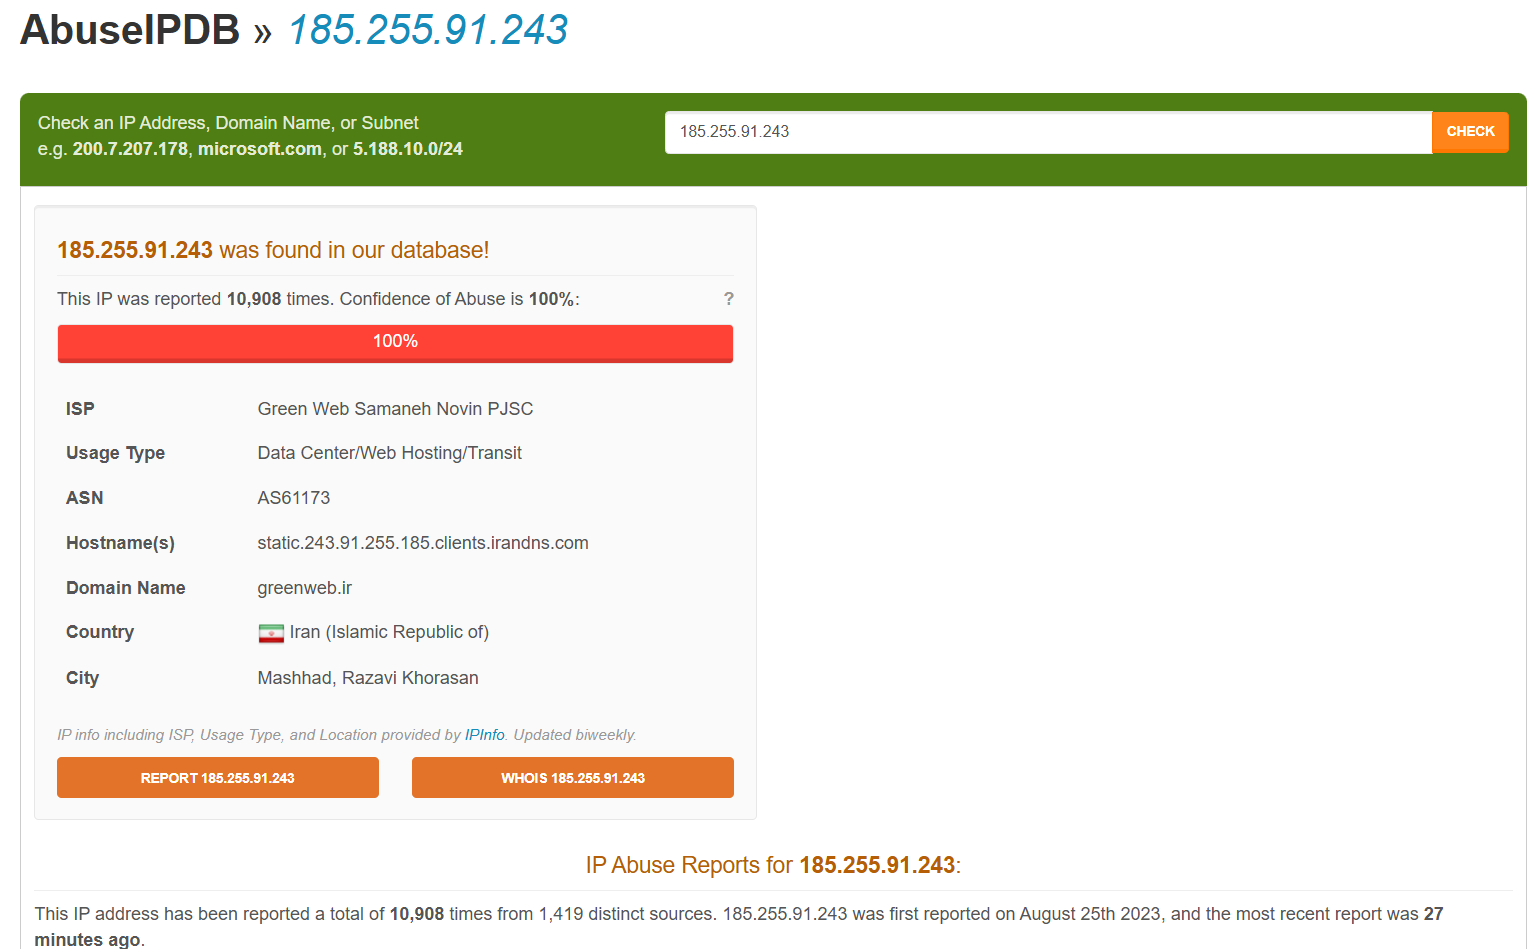 AbuseIPDB » 185.255.91.243
Check an IP Address, Domain Name, or Subnet
e.g. 200.7.207.178, microsoft.com, or 5.188.10.0/24
185.255.91.243
CHECK
185.255.91.243 was found in our database!
This IP was reported 10,908 times. Confidence of Abuse is 100%:
?
100%
ISP Green Web Samaneh Novin PJSC
Usage Type Data Center/Web Hosting/Transit
ASN AS61173
Hostname(s) static.243.91.255.185.clients.irandns.com
Domain Name greenweb.ir
Country Iran (Islamic Republic of)
City Mashhad, Razavi Khorasan
IP info including ISP, Usage Type, and Location provided by IPInfo. Updated biweekly.
REPORT 185.255.91.243
WHOIS 185.255.91.243
IP Abuse Reports for 185.255.91.243:
This IP address has been reported a total of 10,908 times from 1,419 distinct sources. 185.255.91.243 was first reported on August 25th 2023, and the most recent report was 27
minutes ago.